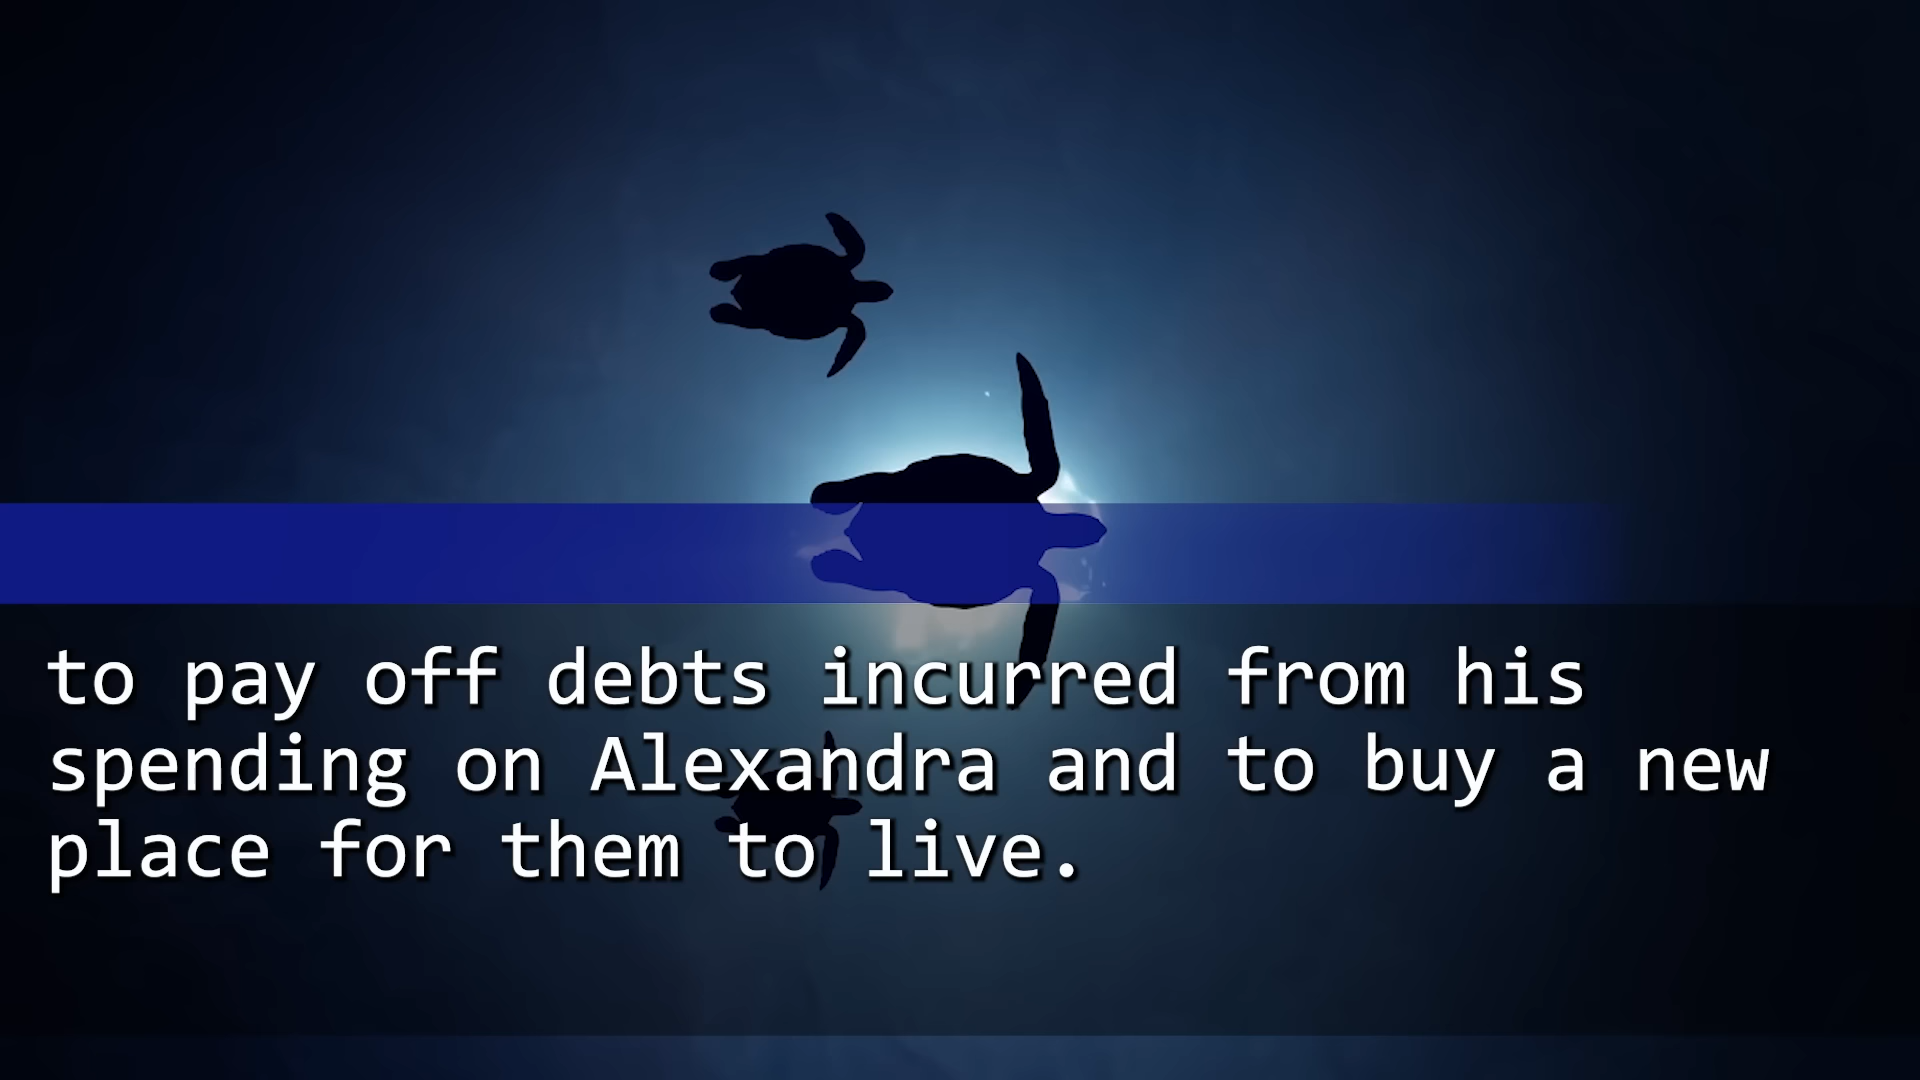 to pay off debts incurred from his
spending on Alexandra and to buy a new
place for them to live.